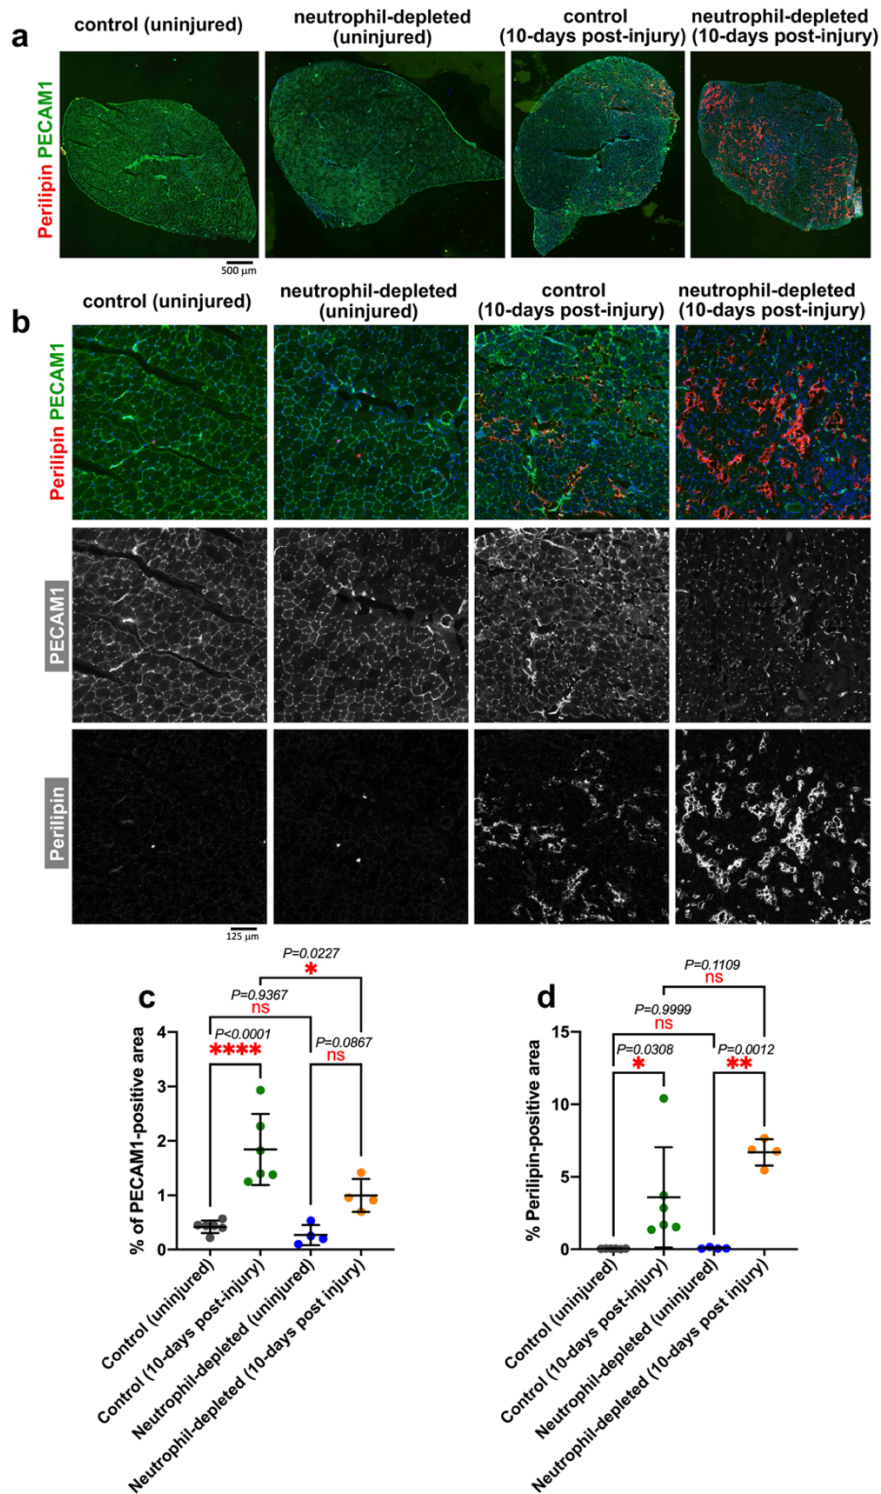 a
control (uninjured)
neutrophil-depleted
(uninjured)
control
(10-days post-injury)
neutrophil-depleted
(10-days post-injury)
Perilipin PECAM1
500 µm
b
control (uninjured)
neutrophil-depleted
(uninjured)
control
(10-days post-injury)
neutrophil-depleted
(10-days post-injury)
Perilipin PECAM1
PECAM1
Perilipin
125 µm
c
P=0.0227
*
P=0.9367
ns
P<0.0001
****
P=0.0867
ns
% of PECAM1-positive area
4
3
2
1
0
Control (uninjured)
Control (10-days post-injury)
Neutrophil-depleted (uninjured)
Neutrophil-depleted (10-days post injury)
d
P=0.1109
ns
P=0.9999
ns
P=0.0308
*
P=0.0012
**
% Perilipin-positive area
15
10
5
0
Control (uninjured)
Control (10-days post-injury)
Neutrophil-depleted (uninjured)
Neutrophil-depleted (10-days post injury)